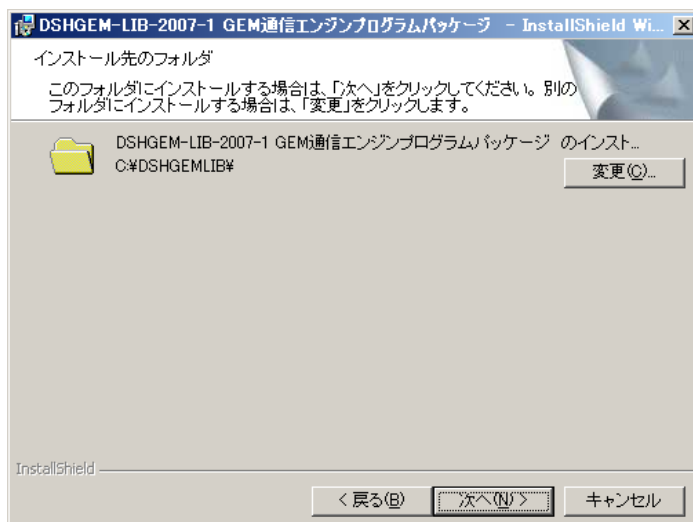 DSHGEM-LIB-2007-1 GEM通信エンジンプログラムパッケージ - InstallShield Wi...
インストール先のフォルダ
このフォルダにインストールする場合は、「次へ」をクリックしてください。別の
フォルダにインストールする場合は、「変更」をクリックします。
DSHGEM-LIB-2007-1 GEM通信エンジンプログラムパッケージ のインスト...
C:¥DSHGEMLIB¥
変更(C)...
InstallShield
< 戻る(B)
次へ(N) >
キャンセル